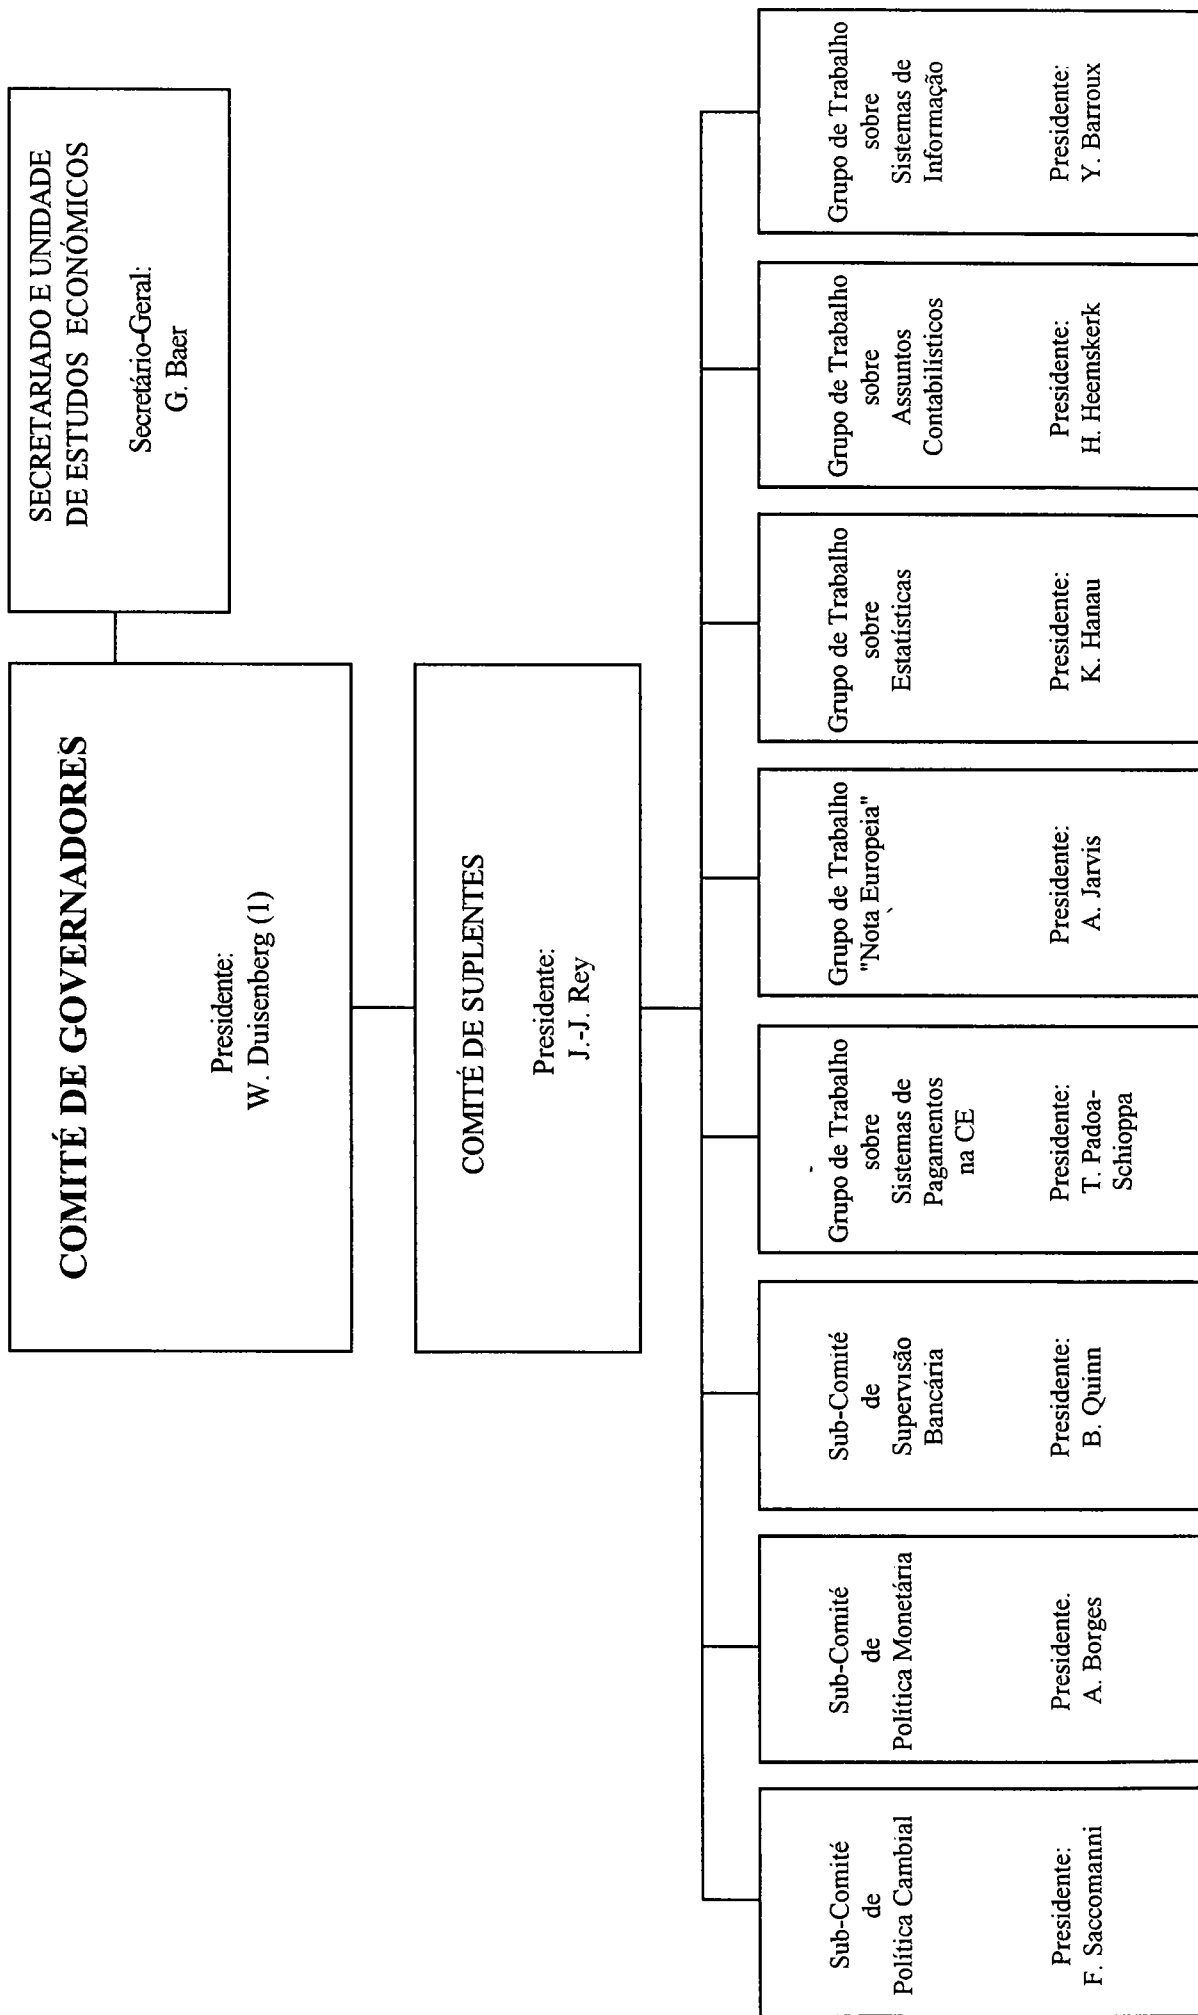 COMITÉ DE GOVERNADORES
Presidente:
W. Duisenberg (1)
SECRETARIADO E UNIDADE
DE ESTUDOS ECONÓMICOS
Secretário-Geral:
G. Baer
COMITÉ DE SUPLENTES
Presidente:
J.-J. Rey
Sub-Comité
de
Política Cambial
Presidente:
F. Saccomanni
Sub-Comité
de
Política Monetária
Presidente.
A. Borges
Sub-Comité
de
Supervisão
Bancária
Presidente:
B. Quinn
Grupo de Trabalho
sobre
Sistemas de
Pagamentos
na CE
Presidente:
T. Padoa-
Schioppa
Grupo de Trabalho
"Nota Europeia"
Presidente:
A. Jarvis
Grupo de Trabalho
sobre
Estatísticas
Presidente:
K. Hanau
Grupo de Trabalho
sobre
Assuntos
Contabilísticos
Presidente:
H. Heemskerk
Grupo de Trabalho
sobre
Sistemas de
Informação
Presidente:
Y. Barroux